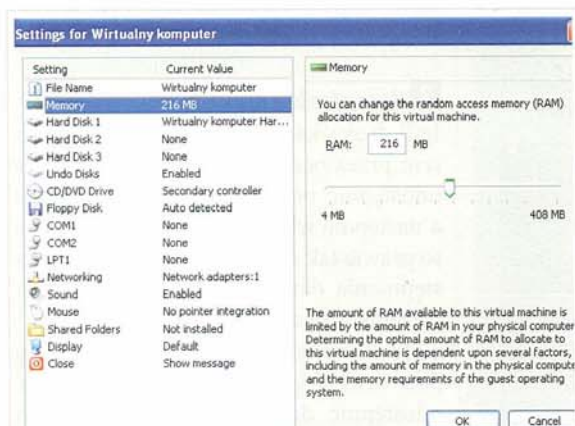 Settings for Wirtualny komputer
Setting Current Value
File Name Wirtualny komputer
Memory 216 MB
Hard Disk 1 Wirtualny komputer Har...
Hard Disk 2 None
Hard Disk 3 None
Undo Disks Enabled
CD/DVD Drive Secondary controller
Floppy Disk Auto detected
COM1 None
COM2 None
LPT1 None
Networking Network adapters:1
Sound Enabled
Mouse No pointer integration
Shared Folders Not installed
Display Default
Close Show message
Memory
You can change the random access memory (RAM)
allocation for this virtual machine.
RAM: 216 MB
4 MB 408 MB
The amount of RAM available to this virtual machine is
limited by the amount of RAM in your physical computer
Determining the optimal amount of RAM to allocate to
this virtual machine is dependent upon several factors,
including the amount of memory in the physical compute
and the memory requirements of the guest operating
system.
OK Cancel